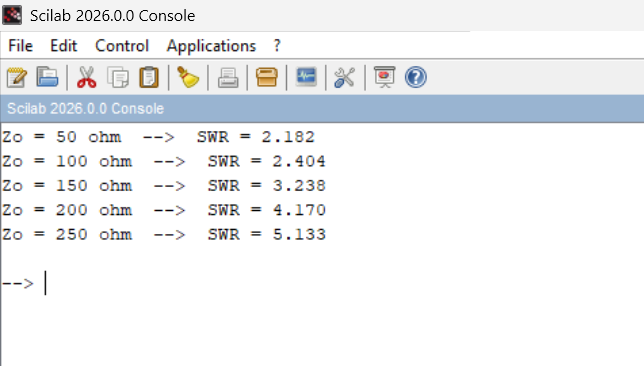 Scilab 2026.0.0 Console
File Edit Control Applications ?
Scilab 2026.0.0 Console
Zo = 50 ohm --> SWR = 2.182
Zo = 100 ohm --> SWR = 2.404
Zo = 150 ohm --> SWR = 3.238
Zo = 200 ohm --> SWR = 4.170
Zo = 250 ohm --> SWR = 5.133
-->